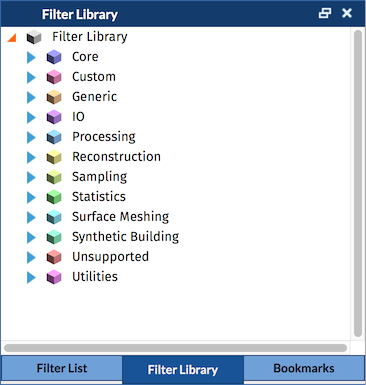 Filter Library
Filter Library
Core
Custom
Generic
IO
Processing
Reconstruction
Sampling
Statistics
Surface Meshing
Synthetic Building
Unsupported
Utilities
Filter List Filter Library Bookmarks